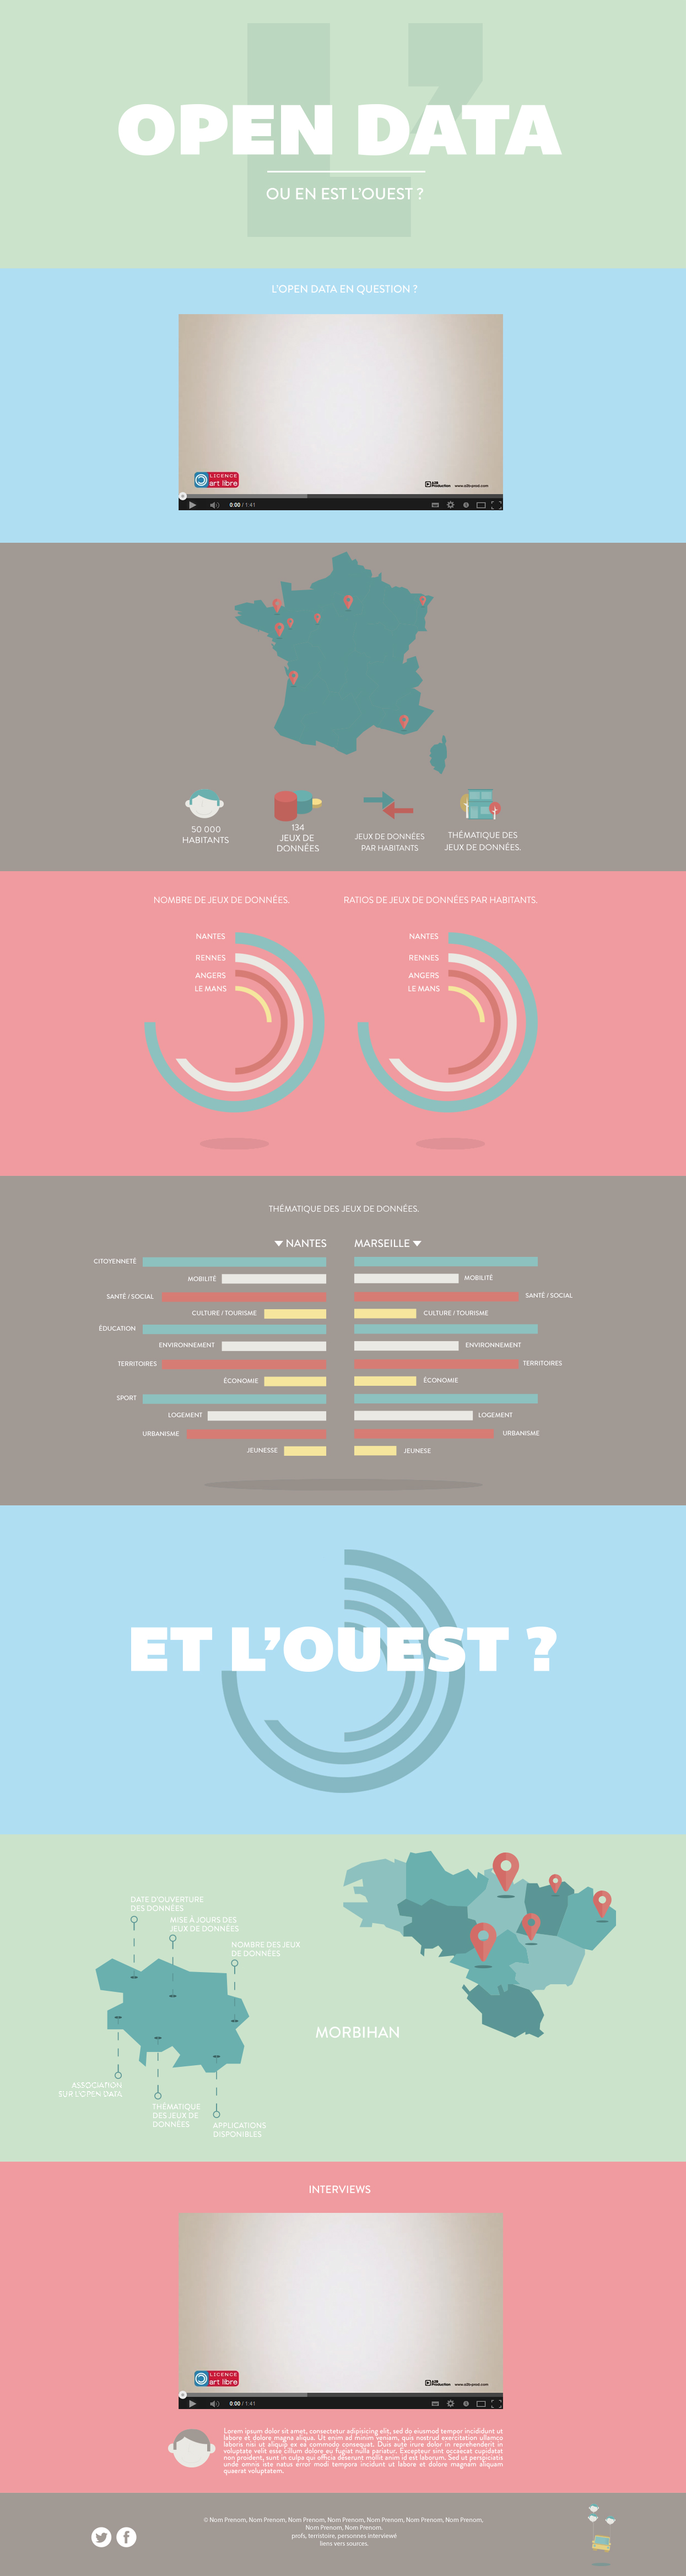 L'
OPEN DATA
OU EN EST L'OUEST ?
L'OPEN DATA EN QUESTION ?
LICENCE
art libre
Production www.a2b-prod.com
0:00 / 1:41
50 000
HABITANTS
134
JEUX DE
DONNÉES
JEUX DE DONNÉES
PAR HABITANTS
THÉMATIQUE DES
JEUX DE DONNÉES.
NOMBRE DE JEUX DE DONNÉES.
NANTES
RENNES
ANGERS
LE MANS
RATIOS DE JEUX DE DONNÉES PAR HABITANTS.
NANTES
RENNES
ANGERS
LE MANS
THÉMATIQUE DES JEUX DE DONNÉES.
NANTES MARSEILLE
CITOYENNETÉ
MOBILITÉ MOBILITÉ
SANTÉ / SOCIAL SANTÉ / SOCIAL
CULTURE / TOURISME CULTURE / TOURISME
ÉDUCATION
ENVIRONNEMENT ENVIRONNEMENT
TERRITOIRES TERRITOIRES
ÉCONOMIE ÉCONOMIE
SPORT
LOGEMENT LOGEMENT
URBANISME URBANISME
JEUNESSE JEUNESE
ET L'OUEST ?
DATE D'OUVERTURE
DES DONNÉES
MISE À JOURS DES
JEUX DE DONNÉES
NOMBRE DES JEUX
DE DONNÉES
MORBIHAN
ASSOCIATION
SUR L'OPEN DATA
THÉMATIQUE
DES JEUX DE
DONNÉES
APPLICATIONS
DISPONIBLES
INTERVIEWS
LICENCE
art libre
Production www.a2b-prod.com
0:00 / 1:41
Lorem ipsum dolor sit amet, consectetur adipisicing elit, sed do eiusmod tempor incididunt ut
labore et dolore magna aliqua. Ut enim ad minim veniam, quis nostrud exercitation ullamco
laboris nisi ut aliquip ex ea commodo consequat. Duis aute irure dolor in reprehenderit in
voluptate velit esse cillum dolore eu fugiat nulla pariatur. Excepteur sint occaecat cupidatat
non proident, sunt in culpa qui officia deserunt mollit anim id est laborum. Sed ut perspiciatis
unde omnis iste natus error modi tempora incidunt ut labore et dolore magnam aliquam
quaerat voluptatem.
© Nom Prenom, Nom Prenom, Nom Prenom, Nom Prenom, Nom Prenom, Nom Prenom, Nom Prenom,
Nom Prenom, Nom Prenom.
profs, territoire, personnes interviewé
liens vers sources.